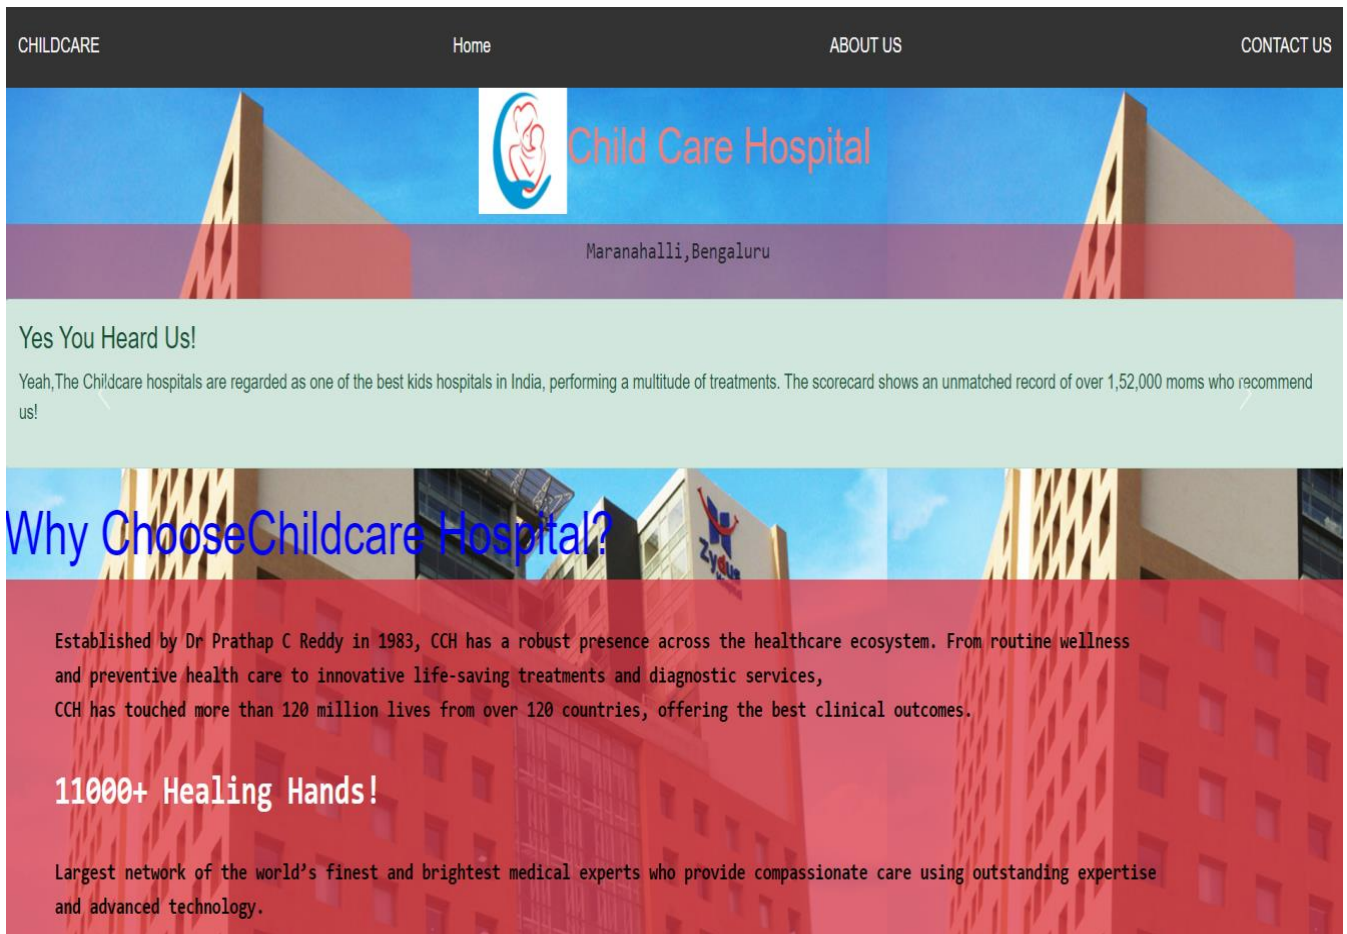 CHILDCARE Home ABOUT US CONTACT US
Child Care Hospital
Maranahalli,Bengaluru
Yes You Heard Us!
Yeah,The Childcare hospitals are regarded as one of the best kids hospitals in India, performing a multitude of treatments. The scorecard shows an unmatched record of over 1,52,000 moms who recommend
us!
Why ChooseChildcare Hospital?
Zydus
Hospital
Established by Dr Prathap C Reddy in 1983, CCH has a robust presence across the healthcare ecosystem. From routine wellness
and preventive health care to innovative life-saving treatments and diagnostic services,
CCH has touched more than 120 million lives from over 120 countries, offering the best clinical outcomes.
11000+ Healing Hands!
Largest network of the world’s finest and brightest medical experts who provide compassionate care using outstanding expertise
and advanced technology.